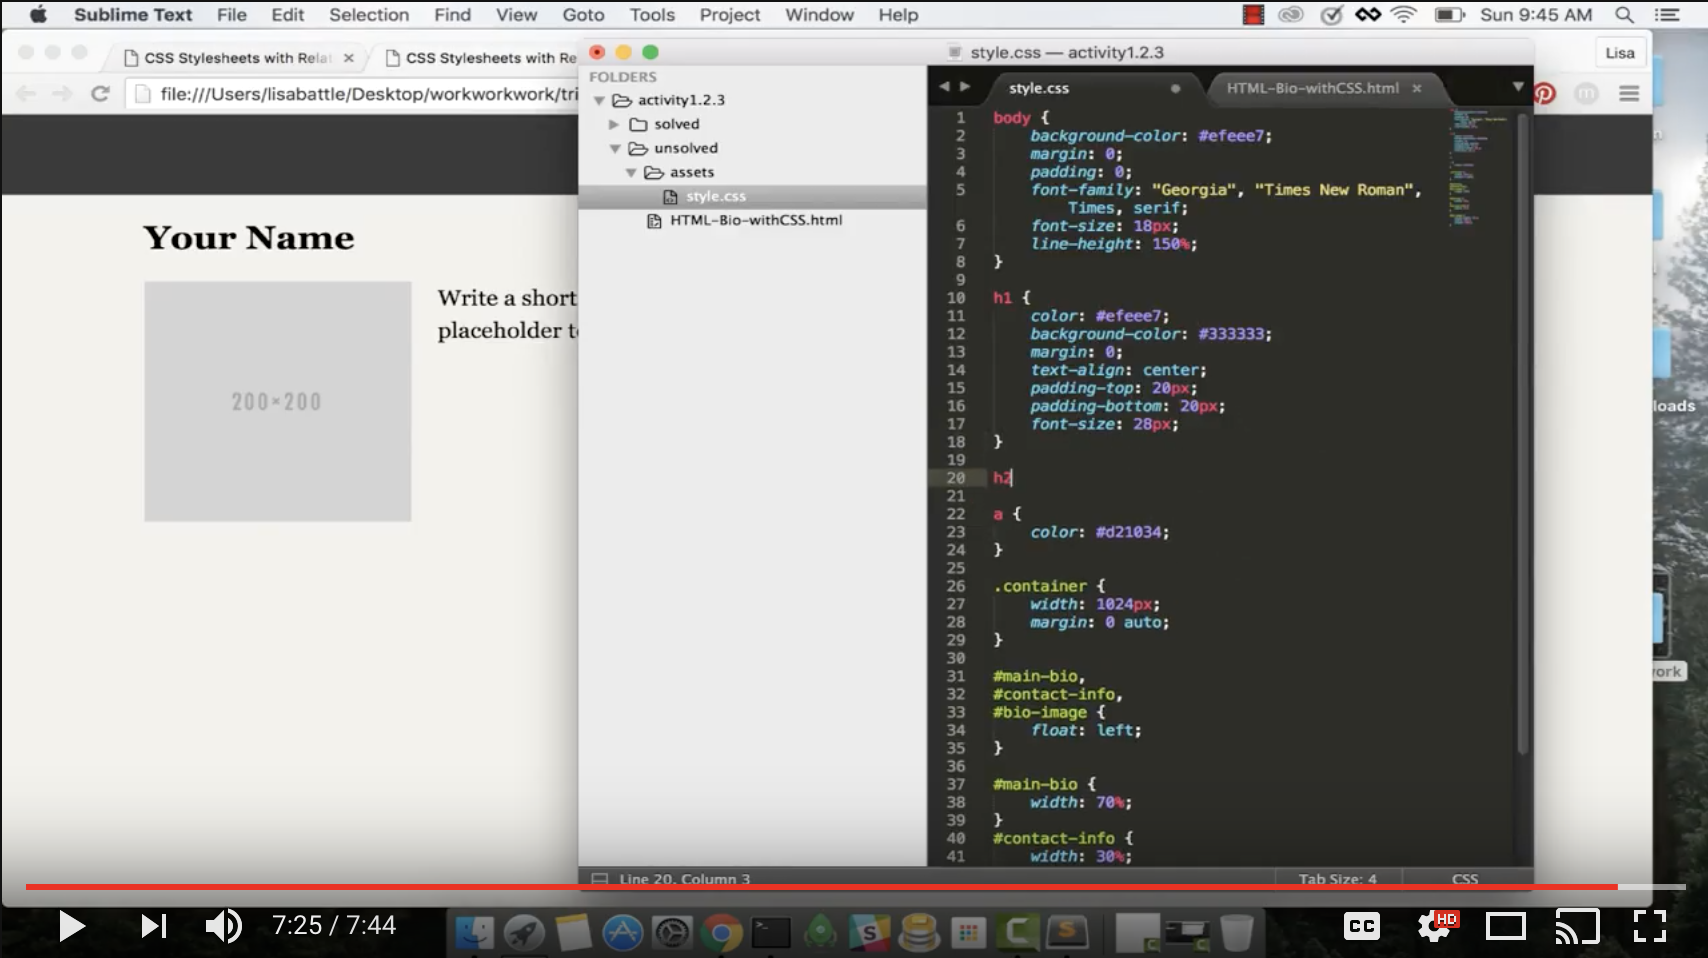 Sublime Text File Edit Selection Find View Goto Tools Project Window Help Sun 9:45 AM
CSS Stylesheets with Rela
CSS Stylesheets with Re
Lisa
file:///Users/lisabattle/Desktop/workworkwork/tri
Your Name
200×200
Write a short
placeholder t
style.css — activity1.2.3
FOLDERS
activity1.2.3
solved
unsolved
assets
style.css
HTML-Bio-withCSS.html
style.css
HTML-Bio-withCSS.html
1 body {
2 background-color: #efeee7;
3 margin: 0;
4 padding: 0;
5 font-family: "Georgia", "Times New Roman",
Times, serif;
6 font-size: 18px;
7 line-height: 150%;
8 }
9
10 h1 {
11 color: #efeee7;
12 background-color: #333333;
13 margin: 0;
14 text-align: center;
15 padding-top: 20px;
16 padding-bottom: 20px;
17 font-size: 28px;
18 }
19
20 h2
21
22 a {
23 color: #d21034;
24 }
25
26 .container {
27 width: 1024px;
28 margin: 0 auto;
29 }
30
31 #main-bio,
32 #contact-info,
33 #bio-image {
34 float: left;
35 }
36
37 #main-bio {
38 width: 70%;
39 }
40 #contact-info {
41 width: 30%;
Line 20, Column 3
Tab Size: 4
CSS
loads
work
7:25 / 7:44
CC
HD